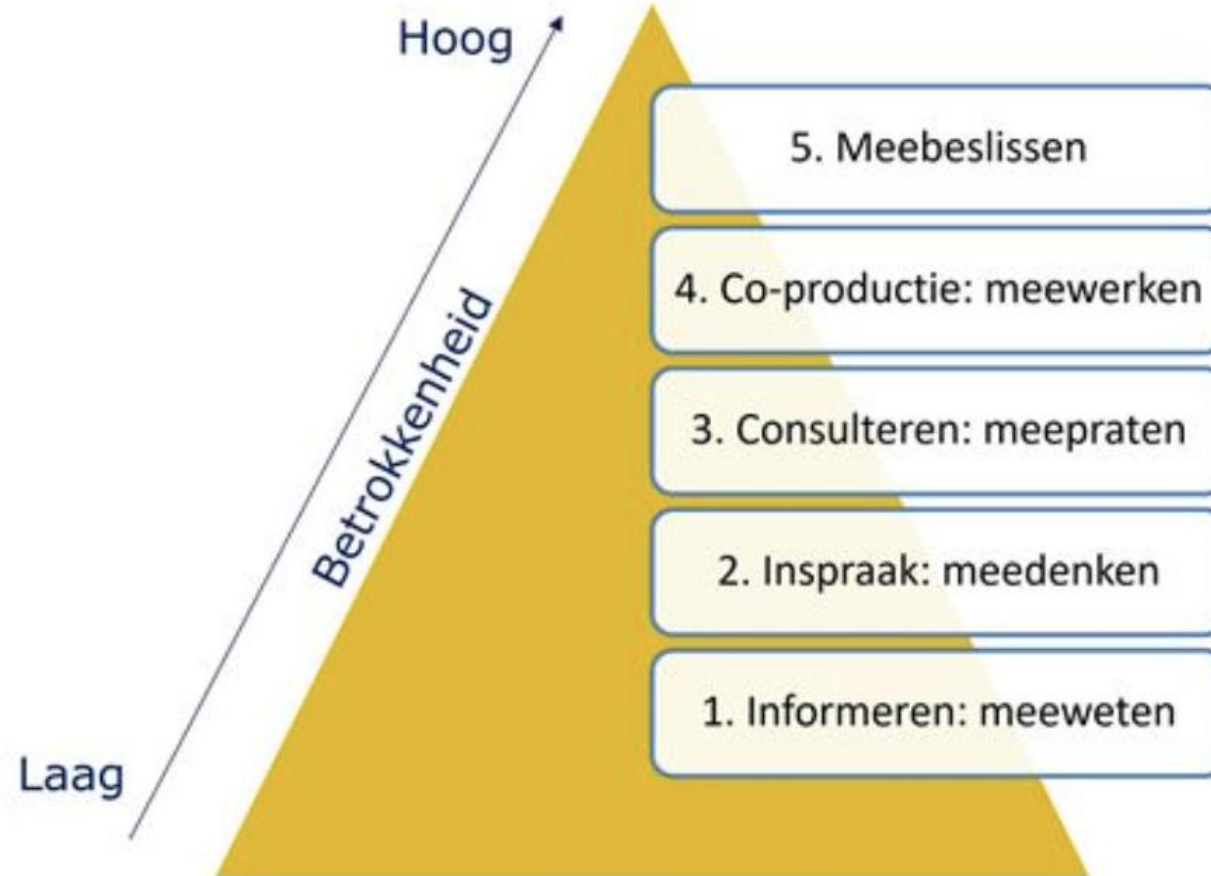 Hoog
5. Meebeslissen
4. Co-productie: meewerken
Betrokkenheid
3. Consulteren: meepraten
2. Inspraak: meedenken
1. Informeren: meeweten
Laag